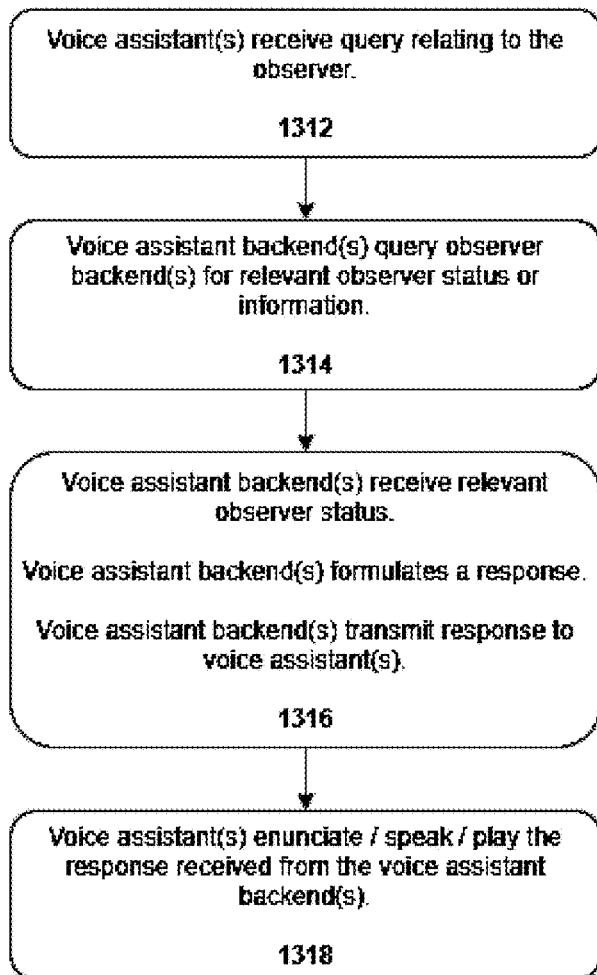 Voice assistant(s) receive query relating to the
observer.
1312
Voice assistant backend(s) query observer
backend(s) for relevant observer status or
information.
1314
Voice assistant backend(s) receive relevant
observer status.
Voice assistant backend(s) formulates a response.
Voice assistant backend(s) transmit response to
voice assistant(s).
1316
Voice assistant(s) enunciate / speak / play the
response received from the voice assistant
backend(s).
1318